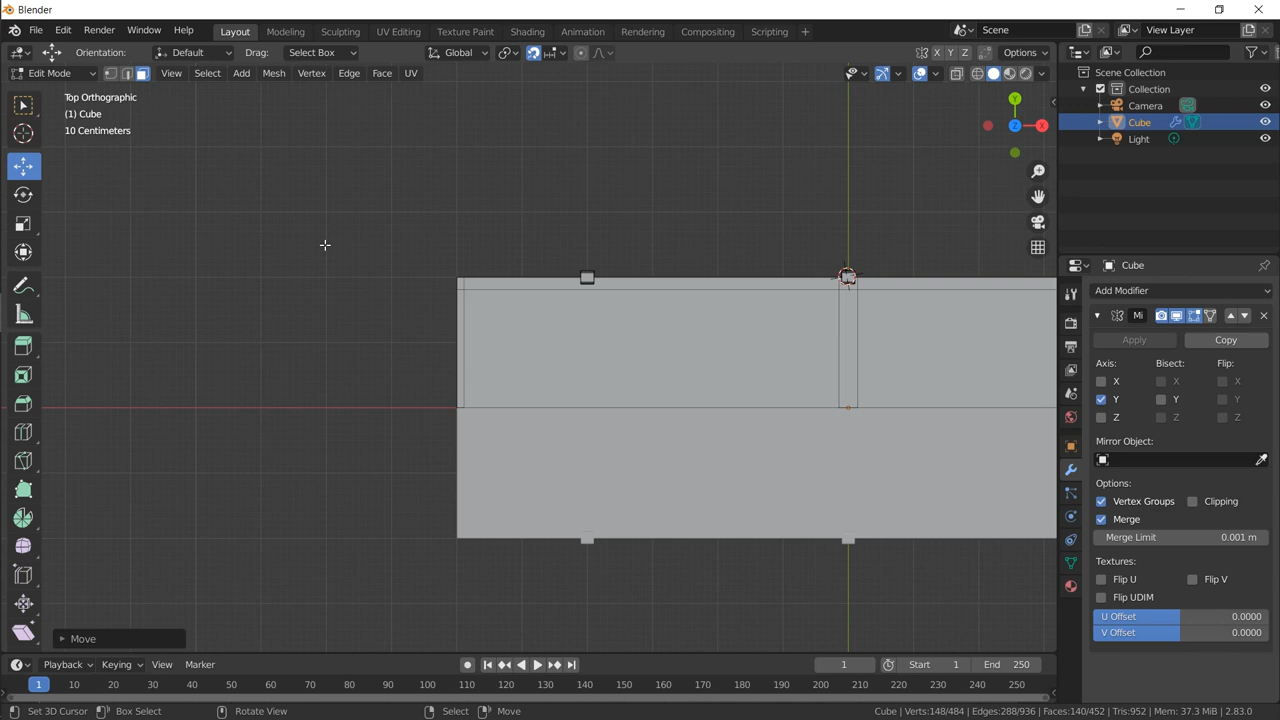 Blender
File Edit Render Window Help Layout Modeling Sculpting UV Editing Texture Paint Shading Animation Rendering Compositing Scripting + Scene View Layer
Orientation: Default Drag: Select Box Global X Y Z Options
Edit Mode View Select Add Mesh Vertex Edge Face UV
Scene Collection
Collection
Camera
Cube
Light
Top Orthographic
(1) Cube
10 Centimeters
Y
Z
X
Cube
Add Modifier
Mi
Apply Copy
Axis: Bisect: Flip:
X X X
Y Y Y
Z Z Z
Mirror Object:
Options:
Vertex Groups Clipping
Merge
Merge Limit 0.001 m
Textures:
Flip U Flip V
Flip UDIM
U Offset 0.0000
V Offset 0.0000
Move
Playback Keying View Marker 1 Start 1 End 250
1 10 20 30 40 50 60 70 80 90 100 110 120 130 140 150 160 170 180 190 200 210 220 230 240 250
Set 3D Cursor Box Select Rotate View Select Move Cube | Verts:148/484 | Edges:288/936 | Faces:140/452 | Tris:952 | Mem: 37.3 MiB | 2.83.0